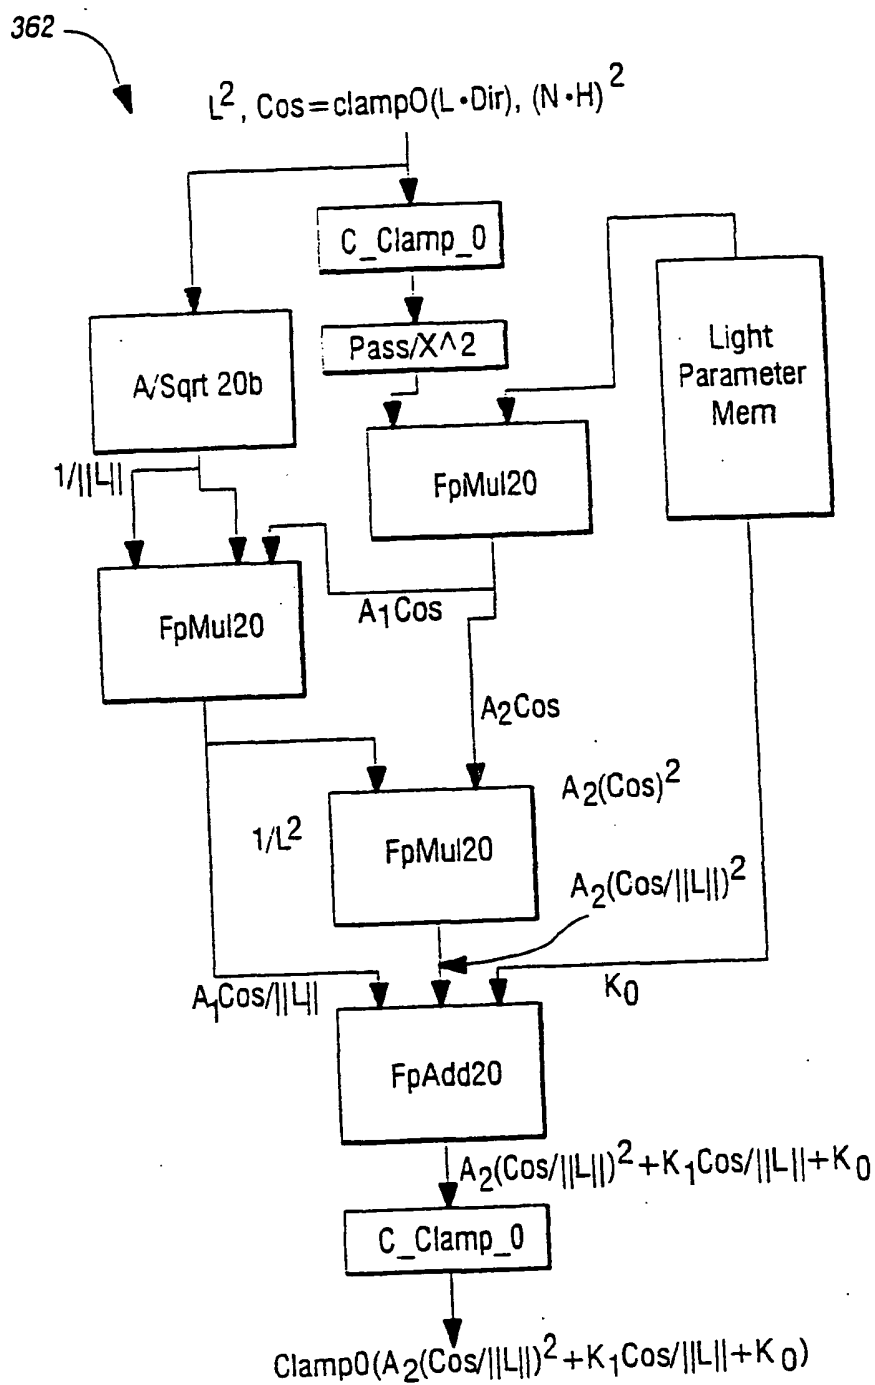 362
L², Cos=clamp0(L•Dir), (N•H)²
C_Clamp_0
Pass/X^2
Light
Parameter
Mem
A/Sqrt 20b
1/||L||
FpMul20
FpMul20
A₁Cos
A₂Cos
A₂(Cos)²
1/L²
FpMul20
A₂(Cos/||L||)²
A₁Cos/||L||
K₀
FpAdd20
A₂(Cos/||L||)²+K₁Cos/||L||+K₀
C_Clamp_0
Clamp0(A₂(Cos/||L||)²+K₁Cos/||L||+K₀)